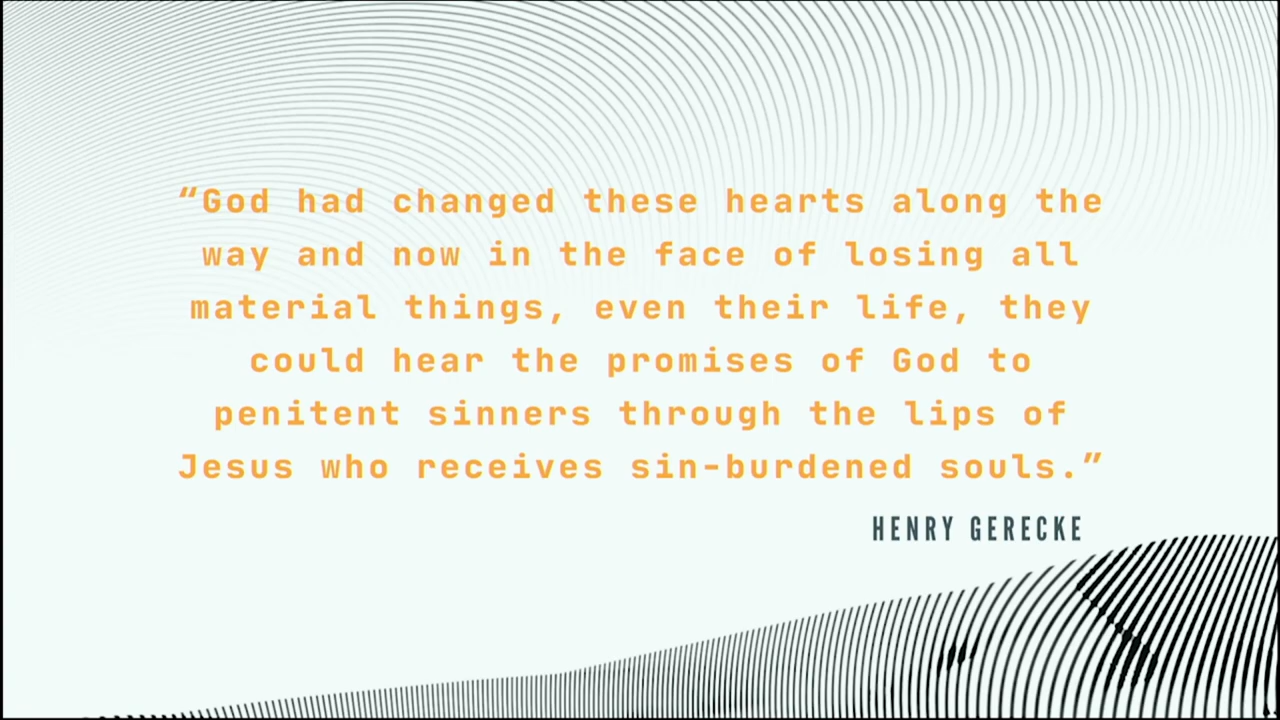 “God had changed these hearts along the
way and now in the face of losing all
material things, even their life, they
could hear the promises of God to
penitent sinners through the lips of
Jesus who receives sin-burdened souls.”
HENRY GERECKE